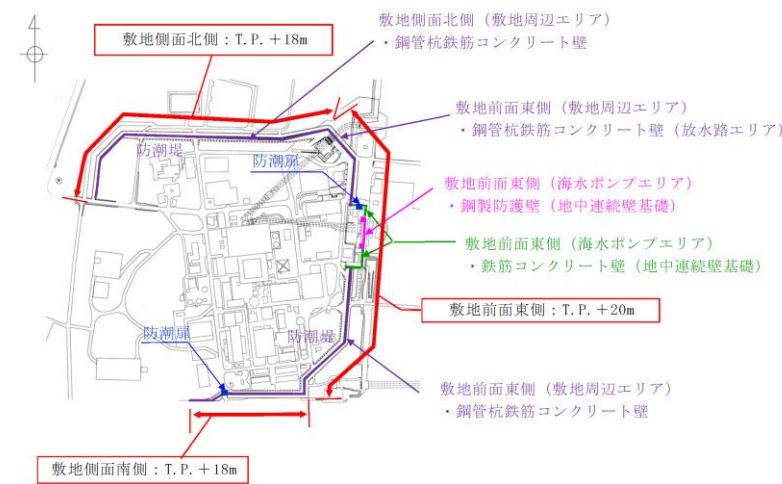 敷地側面北側（敷地周辺エリア）
・鋼管杭鉄筋コンクリート壁
敷地側面北側：T.P.＋18m
敷地前面東側（敷地周辺エリア）
・鋼管杭鉄筋コンクリート壁（放水路エリア）
防潮堤
防潮扉
敷地前面東側（海水ポンプエリア）
・鋼製防護壁（地中連続壁基礎）
敷地前面東側（海水ポンプエリア）
・鉄筋コンクリート壁（地中連続壁基礎）
敷地前面東側：T.P.＋20m
防潮扉
防潮堤
敷地前面東側（敷地周辺エリア）
・鋼管杭鉄筋コンクリート壁
敷地側面南側：T.P.＋18m